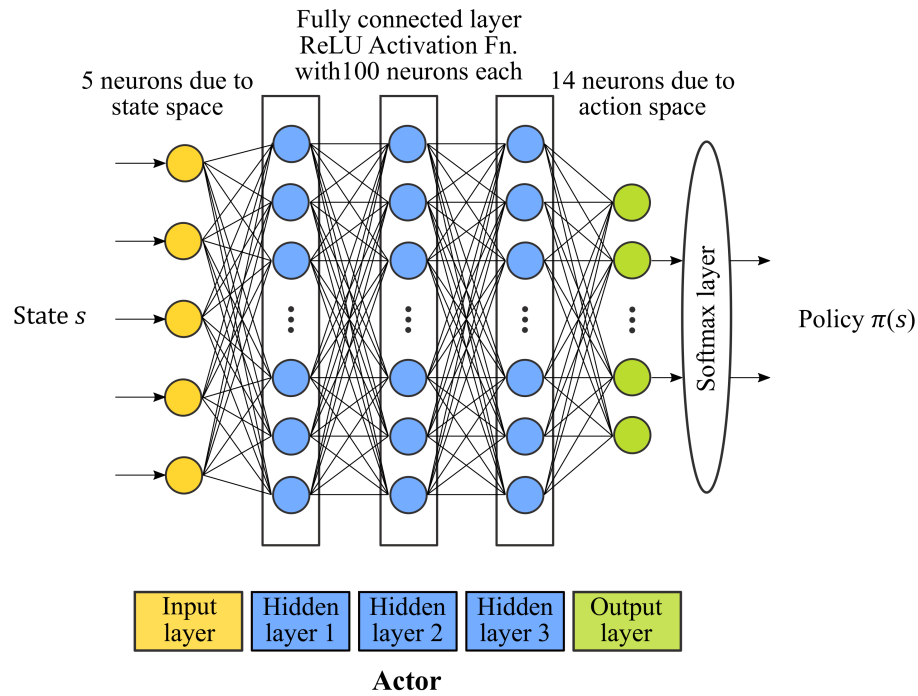 Fully connected layer
ReLU Activation Fn.
with100 neurons each
5 neurons due to
state space
14 neurons due to
action space
State s
Softmax layer
Policy π(s)
Input
layer
Hidden
layer 1
Hidden
layer 2
Hidden
layer 3
Output
layer
Actor